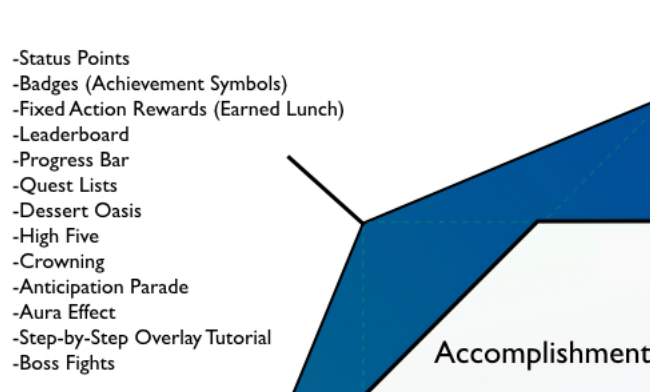 -Status Points
-Badges (Achievement Symbols)
-Fixed Action Rewards (Earned Lunch)
-Leaderboard
-Progress Bar
-Quest Lists
-Dessert Oasis
-High Five
-Crowning
-Anticipation Parade
-Aura Effect
-Step-by-Step Overlay Tutorial
-Boss Fights
Accomplishment